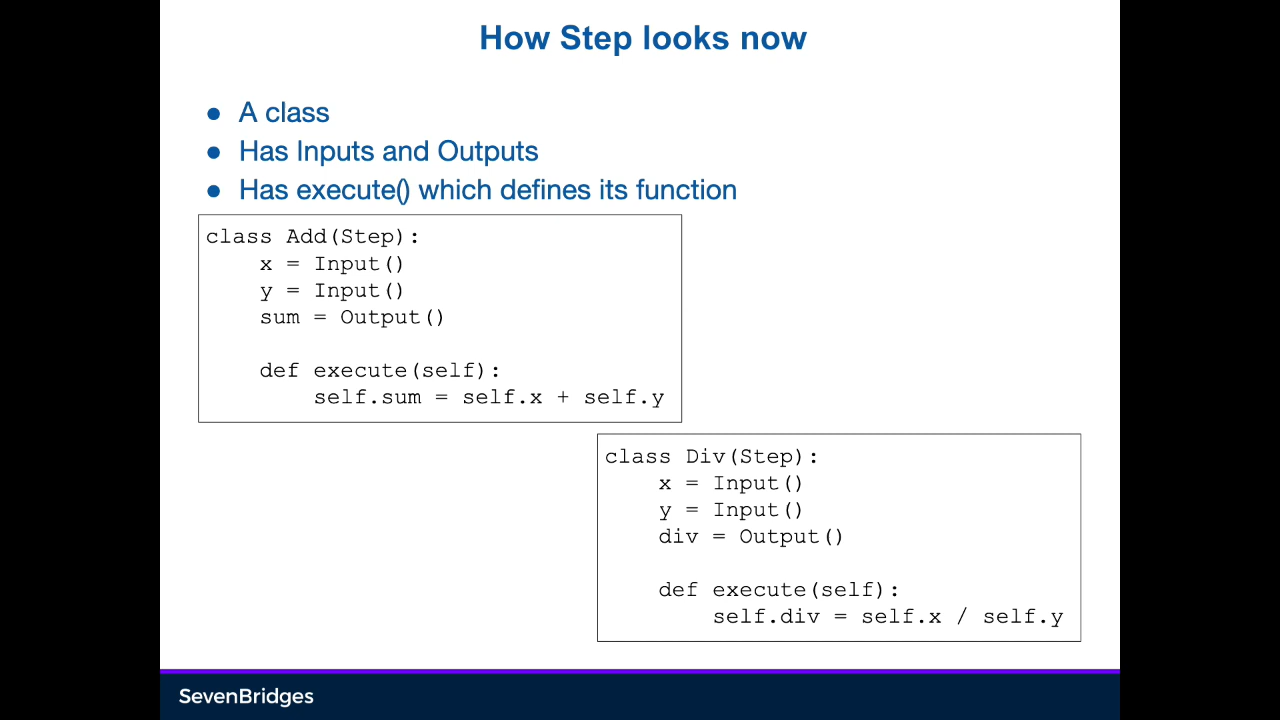 How Step looks now
● A class
● Has Inputs and Outputs
● Has execute() which defines its function
class Add(Step):
    x = Input()
    y = Input()
    sum = Output()
    def execute(self):
        self.sum = self.x + self.y
class Div(Step):
    x = Input()
    y = Input()
    div = Output()
    def execute(self):
        self.div = self.x / self.y
SevenBridges